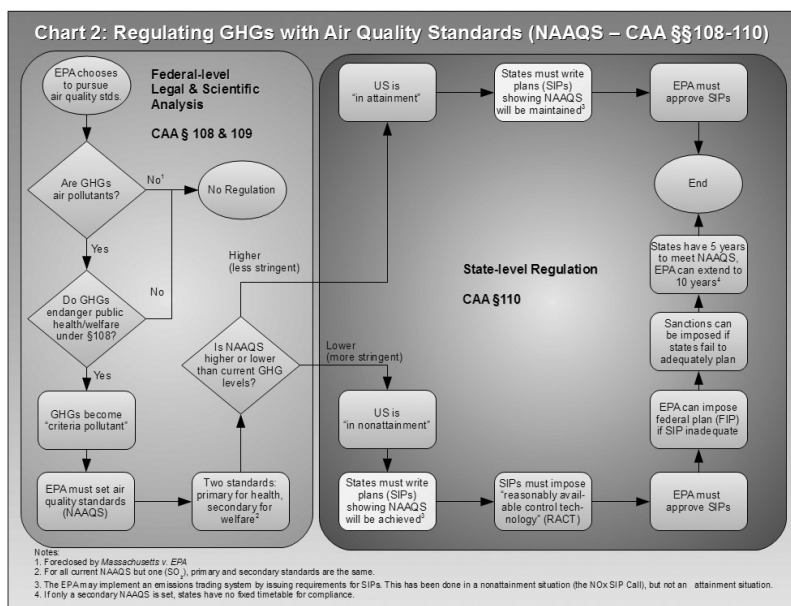 Chart 2: Regulating GHGs with Air Quality Standards (NAAQS – CAA §§108-110)
EPA chooses
to pursue
air quality stds.
Federal-level
Legal & Scientific
Analysis
CAA § 108 & 109
Are GHGs
air pollutants?
No¹
No Regulation
Yes
Do GHGs
endanger public
health/welfare
under §108?
No
Yes
GHGs become
“criteria pollutant”
EPA must set air
quality standards
(NAAQS)
Two standards:
primary for health,
secondary for
welfare²
Is NAAQS
higher or lower
than current GHG
levels?
Higher
(less stringent)
Lower
(more stringent)
US is
“in attainment”
States must write
plans (SIPs)
showing NAAQS
will be maintained³
EPA must
approve SIPs
End
State-level Regulation
CAA §110
US is
“in nonattainment”
States must write
plans (SIPs)
showing NAAQS
will be achieved³
SIPs must impose
“reasonably avail-
able control tech-
nology” (RACT)
EPA must
approve SIPs
EPA can impose
federal plan (FIP)
if SIP inadequate
Sanctions can
be imposed if
states fail to
adequately plan
States have 5 years
to meet NAAQS,
EPA can extend to
10 years⁴
Notes:
1. Foreclosed by Massachusetts v. EPA
2. For all current NAAQS but one (SO₂), primary and secondary standards are the same.
3. The EPA may implement an emissions trading system by issuing requirements for SIPs. This has been done in a nonattainment situation (the NOx SIP Call), but not an attainment situation.
4. If only a secondary NAAQS is set, states have no fixed timetable for compliance.